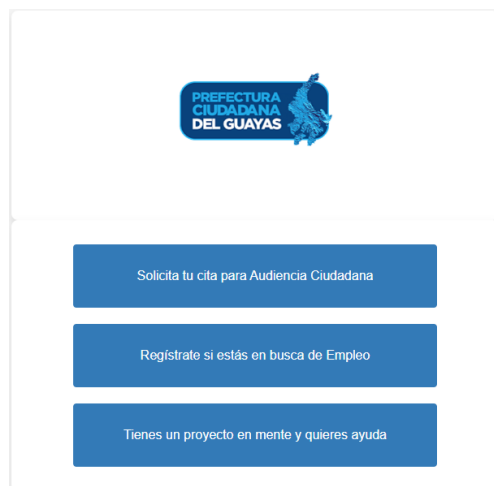 PREFECTURA
CIUDADANA
DEL GUAYAS
Solicita tu cita para Audiencia Ciudadana
Regístrate si estás en busca de Empleo
Tienes un proyecto en mente y quieres ayuda